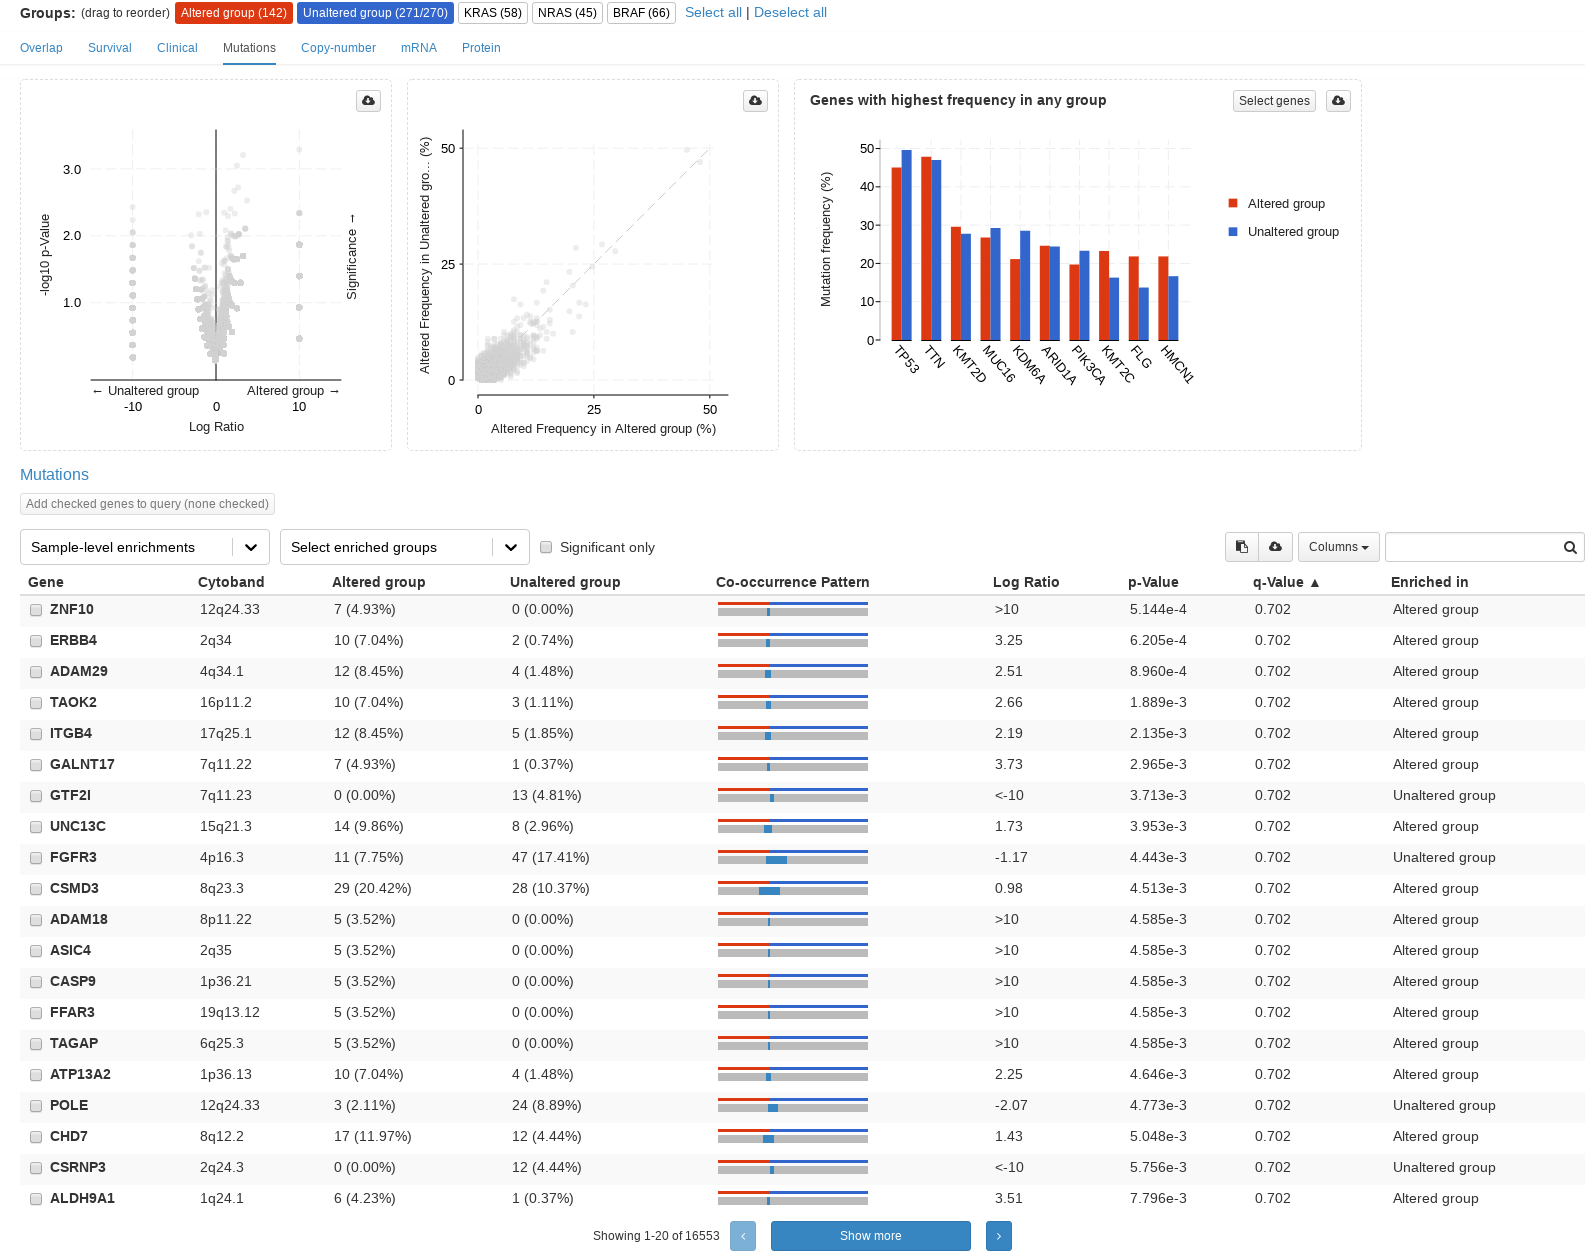 Groups: (drag to reorder) Altered group (142) Unaltered group (271/270) KRAS (58) NRAS (45) BRAF (66) Select all | Deselect all
Overlap Survival Clinical Mutations Copy-number mRNA Protein
-log10 p-Value
3.0
2.0
1.0
Significance →
← Unaltered group Altered group →
-10 0 10
Log Ratio
Altered Frequency in Unaltered gro… (%)
50
25
0
0 25 50
Altered Frequency in Altered group (%)
Genes with highest frequency in any group Select genes
Mutation frequency (%)
50
40
30
20
10
0
TP53 TTN KMT2D MUC16 KDM6A ARID1A PIK3CA KMT2C FLG HMCN1
Altered group
Unaltered group
Mutations
Add checked genes to query (none checked)
Sample-level enrichments Select enriched groups Significant only Columns
Gene Cytoband Altered group Unaltered group Co-occurrence Pattern Log Ratio p-Value q-Value ▲ Enriched in
ZNF10 12q24.33 7 (4.93%) 0 (0.00%) >10 5.144e-4 0.702 Altered group
ERBB4 2q34 10 (7.04%) 2 (0.74%) 3.25 6.205e-4 0.702 Altered group
ADAM29 4q34.1 12 (8.45%) 4 (1.48%) 2.51 8.960e-4 0.702 Altered group
TAOK2 16p11.2 10 (7.04%) 3 (1.11%) 2.66 1.889e-3 0.702 Altered group
ITGB4 17q25.1 12 (8.45%) 5 (1.85%) 2.19 2.135e-3 0.702 Altered group
GALNT17 7q11.22 7 (4.93%) 1 (0.37%) 3.73 2.965e-3 0.702 Altered group
GTF2I 7q11.23 0 (0.00%) 13 (4.81%) <-10 3.713e-3 0.702 Unaltered group
UNC13C 15q21.3 14 (9.86%) 8 (2.96%) 1.73 3.953e-3 0.702 Altered group
FGFR3 4p16.3 11 (7.75%) 47 (17.41%) -1.17 4.443e-3 0.702 Unaltered group
CSMD3 8q23.3 29 (20.42%) 28 (10.37%) 0.98 4.513e-3 0.702 Altered group
ADAM18 8p11.22 5 (3.52%) 0 (0.00%) >10 4.585e-3 0.702 Altered group
ASIC4 2q35 5 (3.52%) 0 (0.00%) >10 4.585e-3 0.702 Altered group
CASP9 1p36.21 5 (3.52%) 0 (0.00%) >10 4.585e-3 0.702 Altered group
FFAR3 19q13.12 5 (3.52%) 0 (0.00%) >10 4.585e-3 0.702 Altered group
TAGAP 6q25.3 5 (3.52%) 0 (0.00%) >10 4.585e-3 0.702 Altered group
ATP13A2 1p36.13 10 (7.04%) 4 (1.48%) 2.25 4.646e-3 0.702 Altered group
POLE 12q24.33 3 (2.11%) 24 (8.89%) -2.07 4.773e-3 0.702 Unaltered group
CHD7 8q12.2 17 (11.97%) 12 (4.44%) 1.43 5.048e-3 0.702 Altered group
CSRNP3 2q24.3 0 (0.00%) 12 (4.44%) <-10 5.756e-3 0.702 Unaltered group
ALDH9A1 1q24.1 6 (4.23%) 1 (0.37%) 3.51 7.796e-3 0.702 Altered group
Showing 1-20 of 16553 ‹ Show more ›